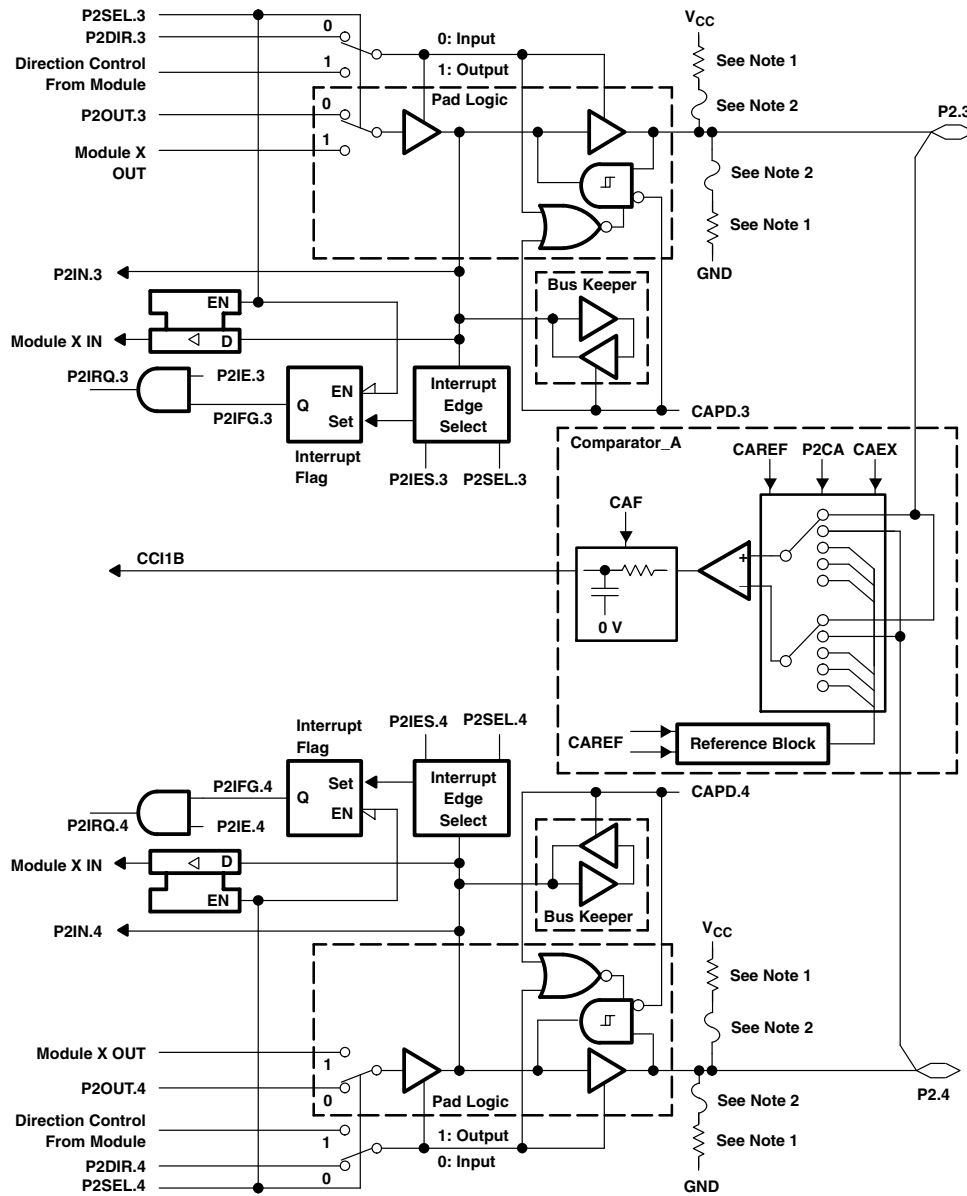 P2SEL.3
P2DIR.3
0
Direction Control
From Module
1
0: Input
1: Output
Pad Logic
P2OUT.3
0
Module X
OUT
1
VCC
See Note 1
See Note 2
P2.3
See Note 2
See Note 1
GND
P2IN.3
Bus Keeper
EN
Module X IN
D
P2IRQ.3
P2IE.3
P2IFG.3
Q
EN
Set
Interrupt
Flag
Interrupt
Edge
Select
P2IES.3
P2SEL.3
CAPD.3
Comparator_A
CAREF
P2CA
CAEX
CAF
CCI1B
+
−
0 V
CAREF
Reference Block
Interrupt
Flag
P2IES.4
P2SEL.4
P2IFG.4
Q
Set
EN
Interrupt
Edge
Select
P2IRQ.4
P2IE.4
CAPD.4
Module X IN
D
EN
Bus Keeper
P2IN.4
VCC
See Note 1
See Note 2
Module X OUT
1
P2OUT.4
0
Pad Logic
P2.4
See Note 2
See Note 1
GND
Direction Control
From Module
1
1: Output
0: Input
P2DIR.4
0
P2SEL.4